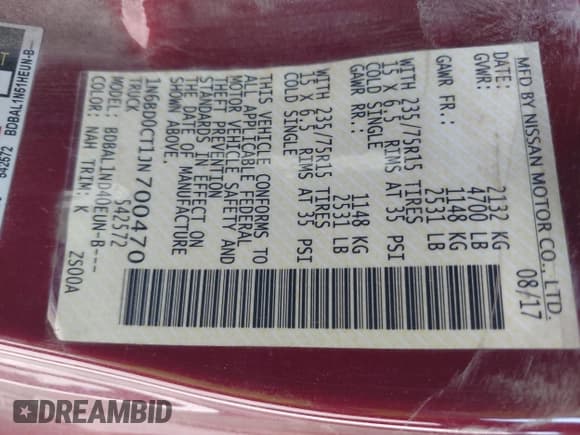 MFD BY NISSAN MOTOR CO., LTD.
DATE: 08/17
GVWR: 2132 KG
4700 LB
GAWR FR: 1148 KG
2531 LB
WITH 235/75R15 TIRES
15 X 6.5 RIMS AT 35 PSI
COLD SINGLE
GAWR RR: 1148 KG
2531 LB
WITH 235/75R15 TIRES
15 X 6.5 RIMS AT 35 PSI
COLD SINGLE
THIS VEHICLE CONFORMS TO
ALL APPLICABLE FEDERAL
MOTOR VEHICLE SAFETY AND
THEFT PREVENTION
STANDARDS IN EFFECT ON
THE DATE OF MANUFACTURE
SHOWN ABOVE.
1N6BD0CT1JN700470
TRUCK
542572
MODEL: BDBALJND40EUN-B---
COLOR: NAH TRIM: K ZS00A
542572 BDBAL1N61HEUN-B--
T
DREAMBID